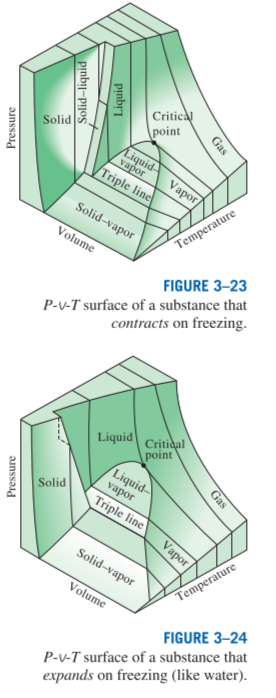 Pressure
Solid
Solid–liquid
Liquid
Critical
point
Gas
Liquid–
vapor
Vapor
Triple line
Solid–vapor
Volume
Temperature
FIGURE 3–23
P-v-T surface of a substance that
contracts on freezing.
Pressure
Liquid
Critical
point
Solid
Liquid–
vapor
Gas
Triple line
Vapor
Solid–vapor
Volume
Temperature
FIGURE 3–24
P-v-T surface of a substance that
expands on freezing (like water).